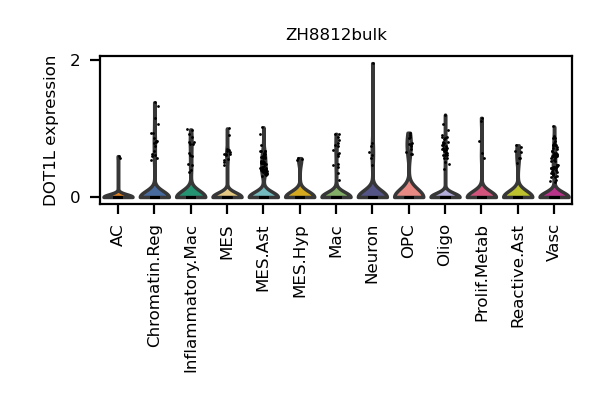 ZH8812bulk
DOT1L expression
2
0
AC
Chromatin.Reg
Inflammatory.Mac
MES
MES.Ast
MES.Hyp
Mac
Neuron
OPC
Oligo
Prolif.Metab
Reactive.Ast
Vasc